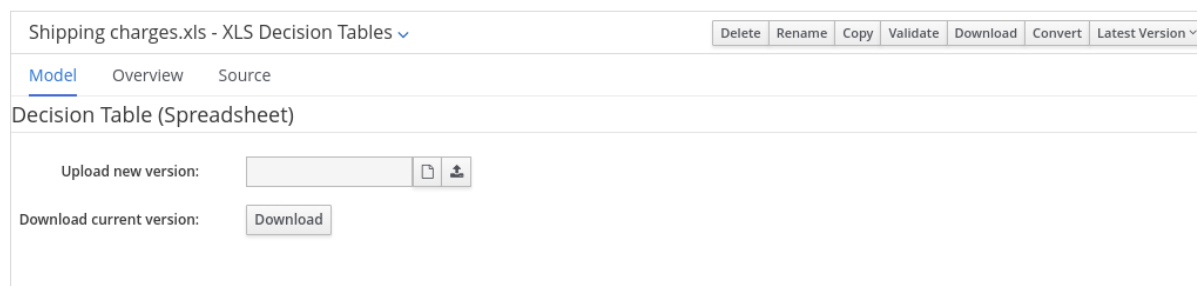 Shipping charges.xls - XLS Decision Tables Delete Rename Copy Validate Download Convert Latest Version
Model Overview Source
Decision Table (Spreadsheet)
Upload new version:
Download current version: Download